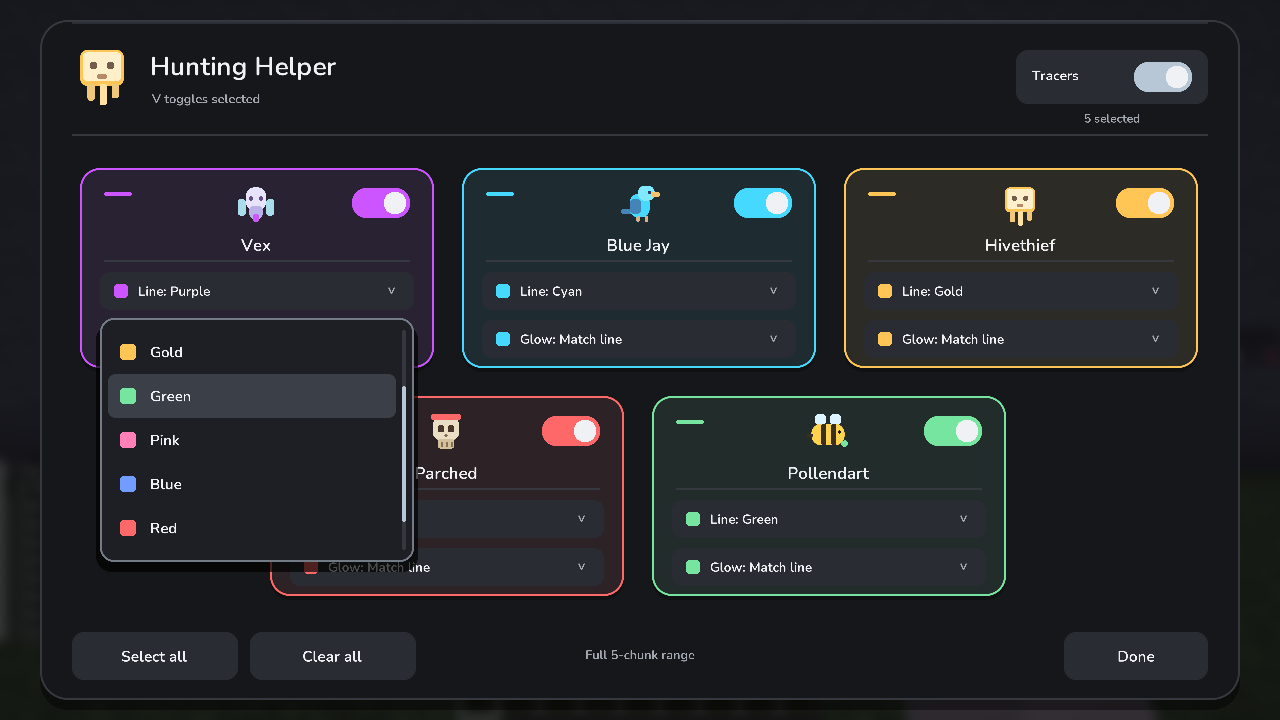 Hunting Helper
V toggles selected
Tracers
5 selected
Vex
Line: Purple
Blue Jay
Line: Cyan
Glow: Match line
Hivethief
Line: Gold
Glow: Match line
Gold
Green
Pink
Blue
Red
Parched
Glow: Match line
Pollendart
Line: Green
Glow: Match line
Select all
Clear all
Full 5-chunk range
Done